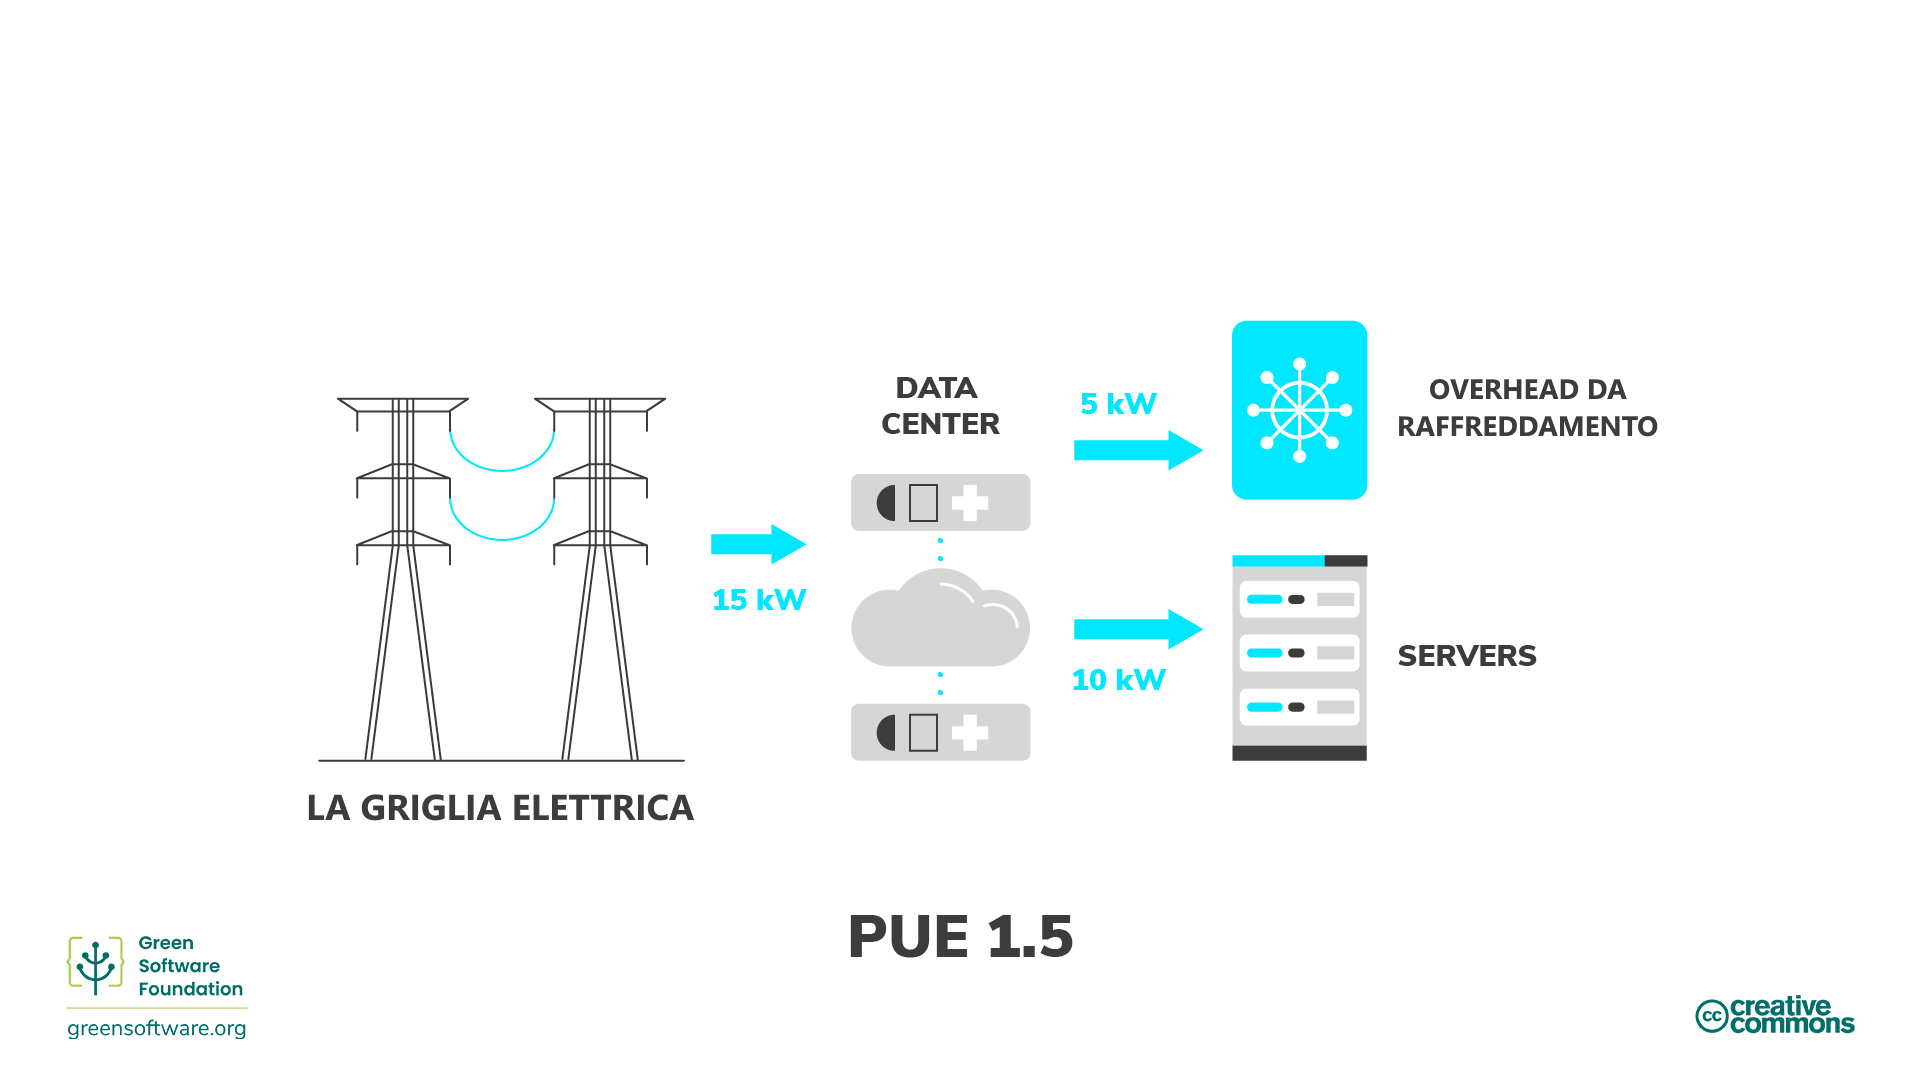 DATA
CENTER
5 kW
OVERHEAD DA
RAFFREDDAMENTO
15 kW
10 kW
SERVERS
LA GRIGLIA ELETTRICA
PUE 1.5
Green
Software
Foundation
greensoftware.org
cc creative
commons